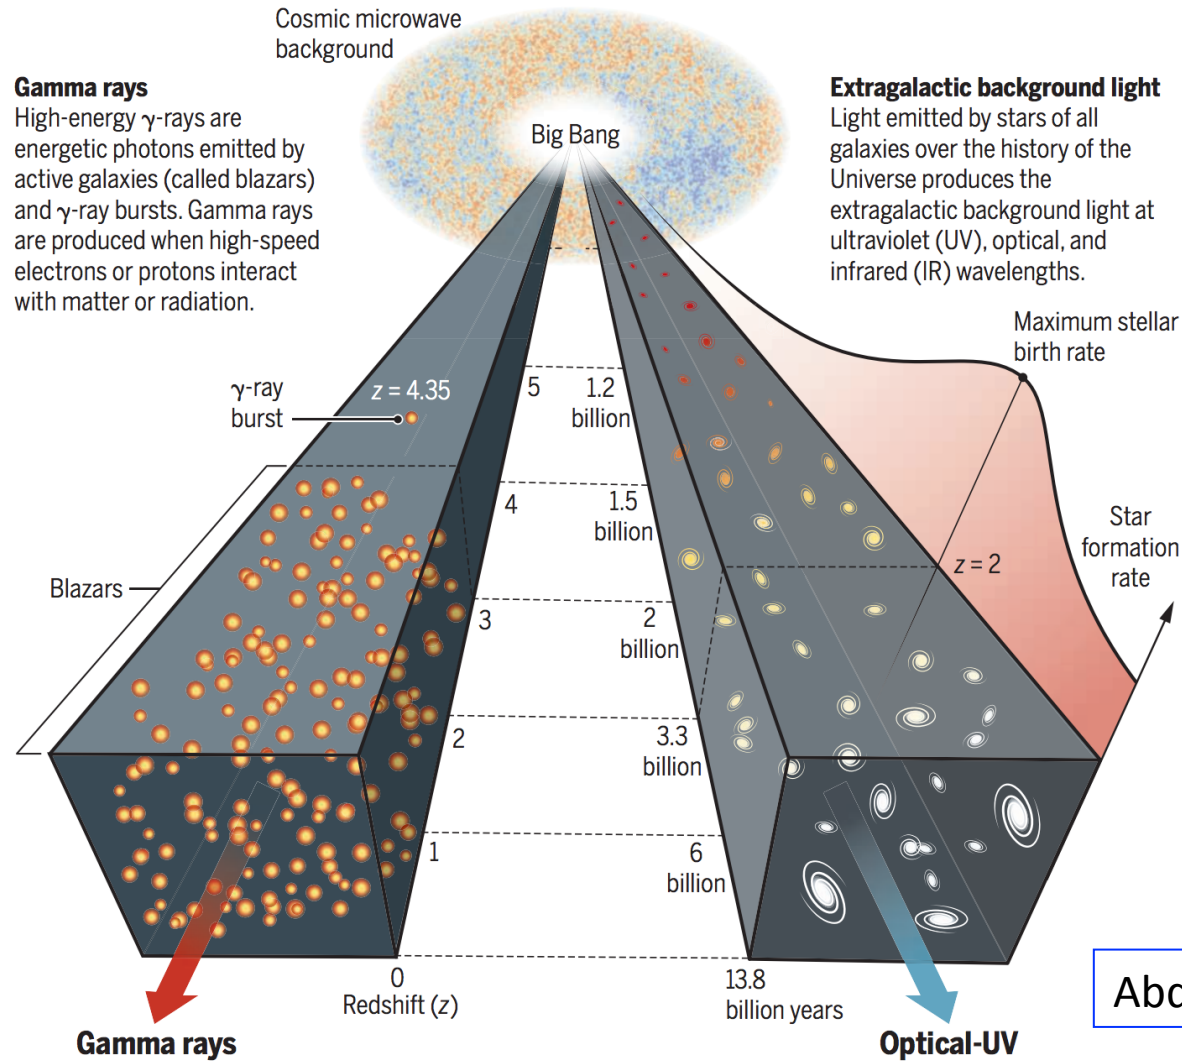 Cosmic microwave
background
Gamma rays
High-energy γ-rays are
energetic photons emitted by
active galaxies (called blazars)
and γ-ray bursts. Gamma rays
are produced when high-speed
electrons or protons interact
with matter or radiation.
Big Bang
Extragalactic background light
Light emitted by stars of all
galaxies over the history of the
Universe produces the
extragalactic background light at
ultraviolet (UV), optical, and
infrared (IR) wavelengths.
Maximum stellar
birth rate
γ-ray
burst
z = 4.35
5
1.2
billion
4
1.5
billion
Star
formation
rate
z = 2
Blazars
3
2
billion
2
3.3
billion
1
6
billion
0
Redshift (z)
13.8
billion years
Gamma rays
Optical-UV